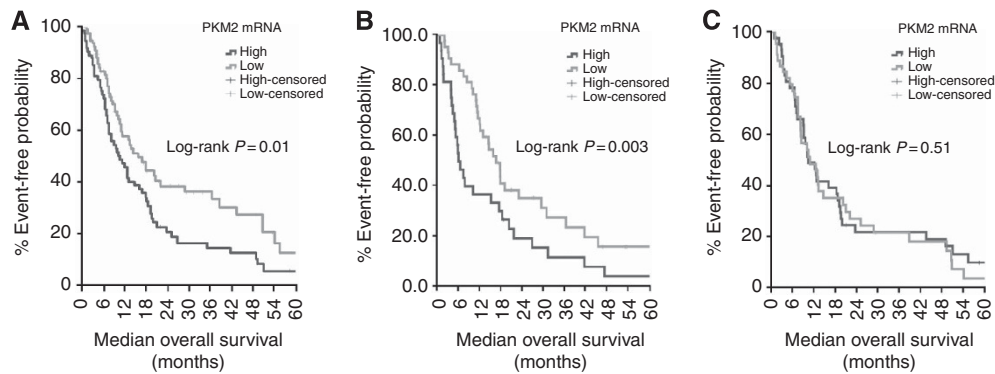 A
PKM2 mRNA
High
Low
High-censored
Low-censored
Log-rank P=0.01
% Event-free probability
100
80
60
40
20
0
0 6 12 18 24 30 36 42 48 54 60
Median overall survival
(months)
B
PKM2 mRNA
High
Low
High-censored
Low-censored
Log-rank P=0.003
% Event-free probability
100.0
80.0
60.0
40.0
20.0
0.0
0 6 12 18 24 30 36 42 48 54 60
Median overall survival
(months)
C
PKM2 mRNA
High
Low
High-censored
Low-censored
Log-rank P=0.51
% Event-free probability
100
80
60
40
20
0
0 6 12 18 24 30 36 42 48 54 60
Median overall survival
(months)